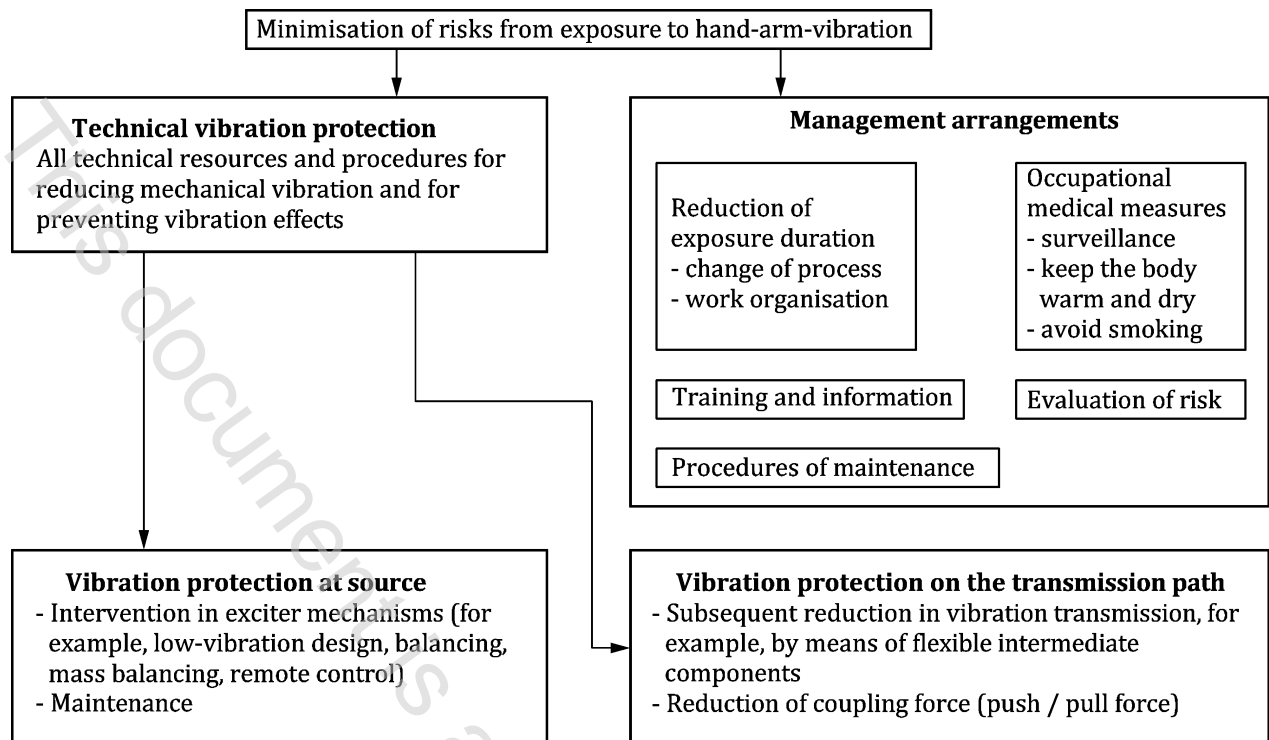 Minimisation of risks from exposure to hand-arm-vibration
Technical vibration protection
All technical resources and procedures for
reducing mechanical vibration and for
preventing vibration effects
Management arrangements
Reduction of
exposure duration
- change of process
- work organisation
Occupational
medical measures
- surveillance
- keep the body
warm and dry
- avoid smoking
Training and information
Evaluation of risk
Procedures of maintenance
Vibration protection at source
- Intervention in exciter mechanisms (for
example, low-vibration design, balancing,
mass balancing, remote control)
- Maintenance
Vibration protection on the transmission path
- Subsequent reduction in vibration transmission, for
example, by means of flexible intermediate
components
- Reduction of coupling force (push / pull force)
This document is